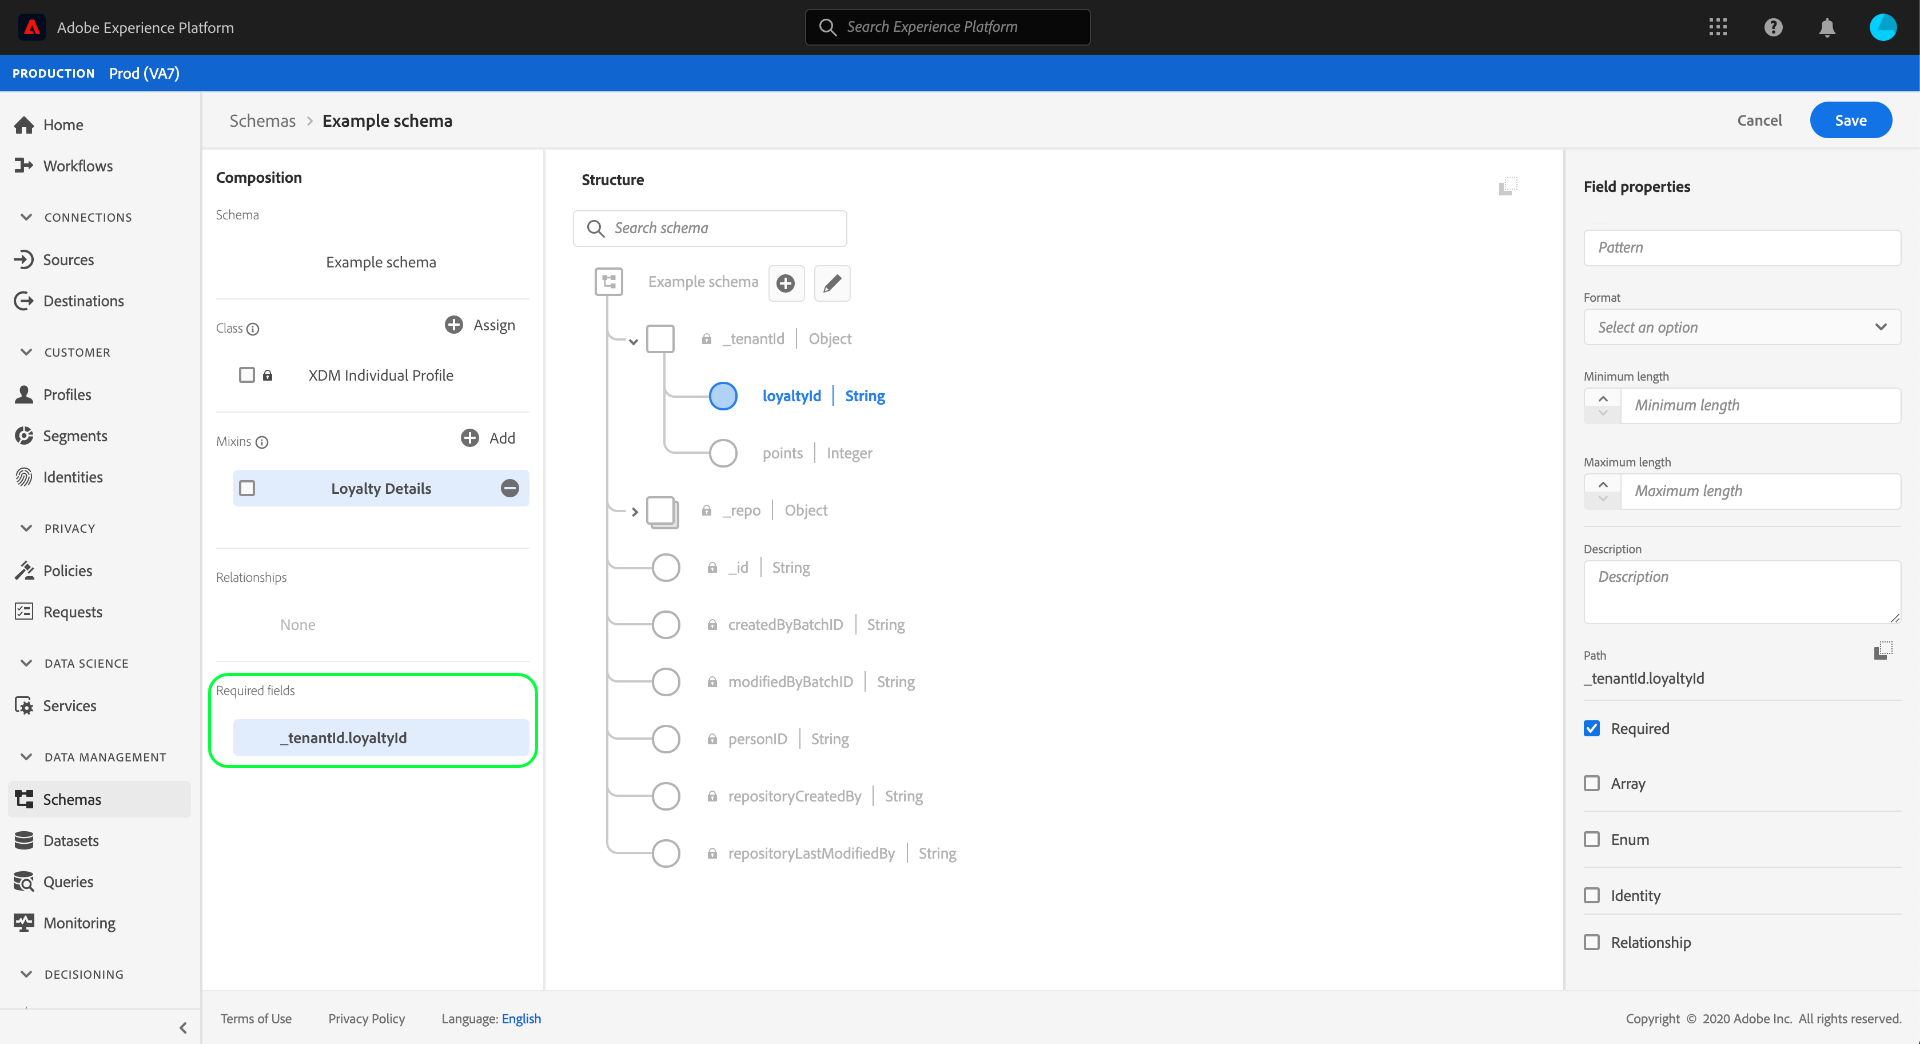 Adobe Experience Platform
Search Experience Platform
PRODUCTION Prod (VA7)
Home
Workflows
CONNECTIONS
Sources
Destinations
CUSTOMER
Profiles
Segments
Identities
PRIVACY
Policies
Requests
DATA SCIENCE
Services
DATA MANAGEMENT
Schemas
Datasets
Queries
Monitoring
DECISIONING
Schemas > Example schema
Cancel
Save
Composition
Schema
Example schema
Class
Assign
XDM Individual Profile
Mixins
Add
Loyalty Details
Relationships
None
Required fields
_tenantId.loyaltyId
Structure
Search schema
Example schema
_tenantId | Object
loyaltyId | String
points | Integer
_repo | Object
_id | String
createdByBatchID | String
modifiedByBatchID | String
personID | String
repositoryCreatedBy | String
repositoryLastModifiedBy | String
Field properties
Pattern
Format
Select an option
Minimum length
Minimum length
Maximum length
Maximum length
Description
Description
Path
_tenantId.loyaltyId
Required
Array
Enum
Identity
Relationship
Terms of Use
Privacy Policy
Language: English
Copyright © 2020 Adobe Inc. All rights reserved.